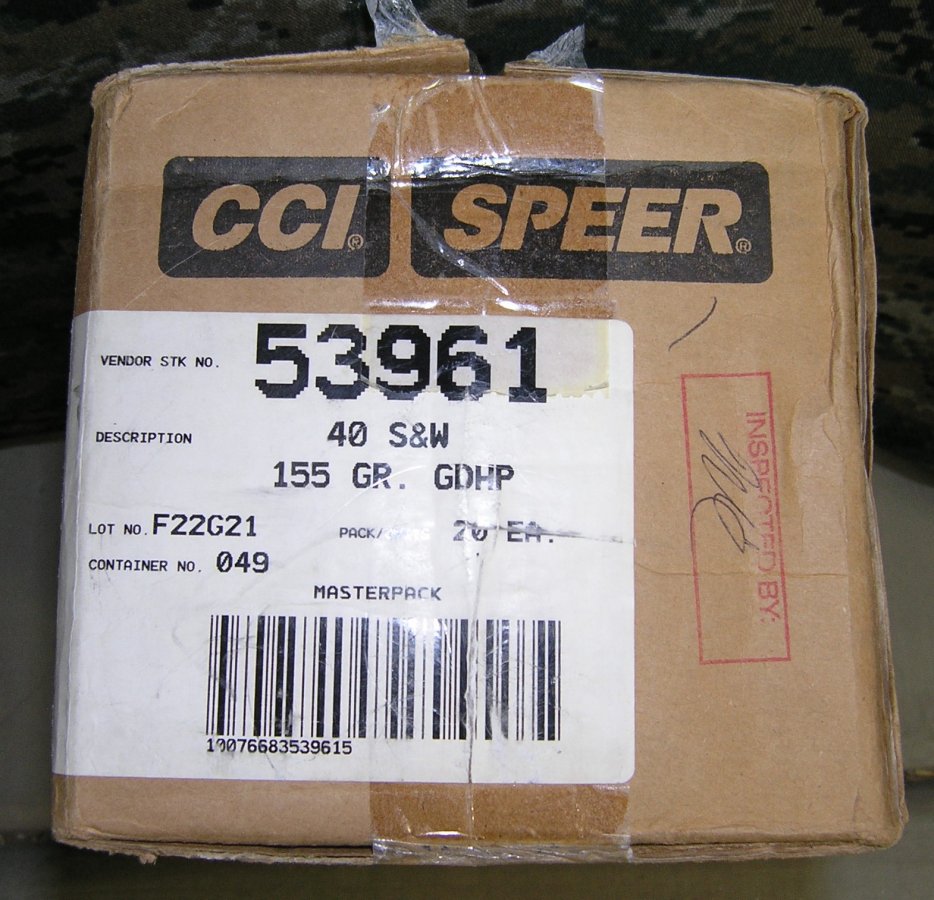 CCI® SPEER®
VENDOR STK NO. 53961
DESCRIPTION 40 S&W
155 GR. GDHP
LOT NO. F22G21 PACK/ 20 EA.
CONTAINER NO. 049
MASTERPACK
10076683539615
INSPECTED BY: